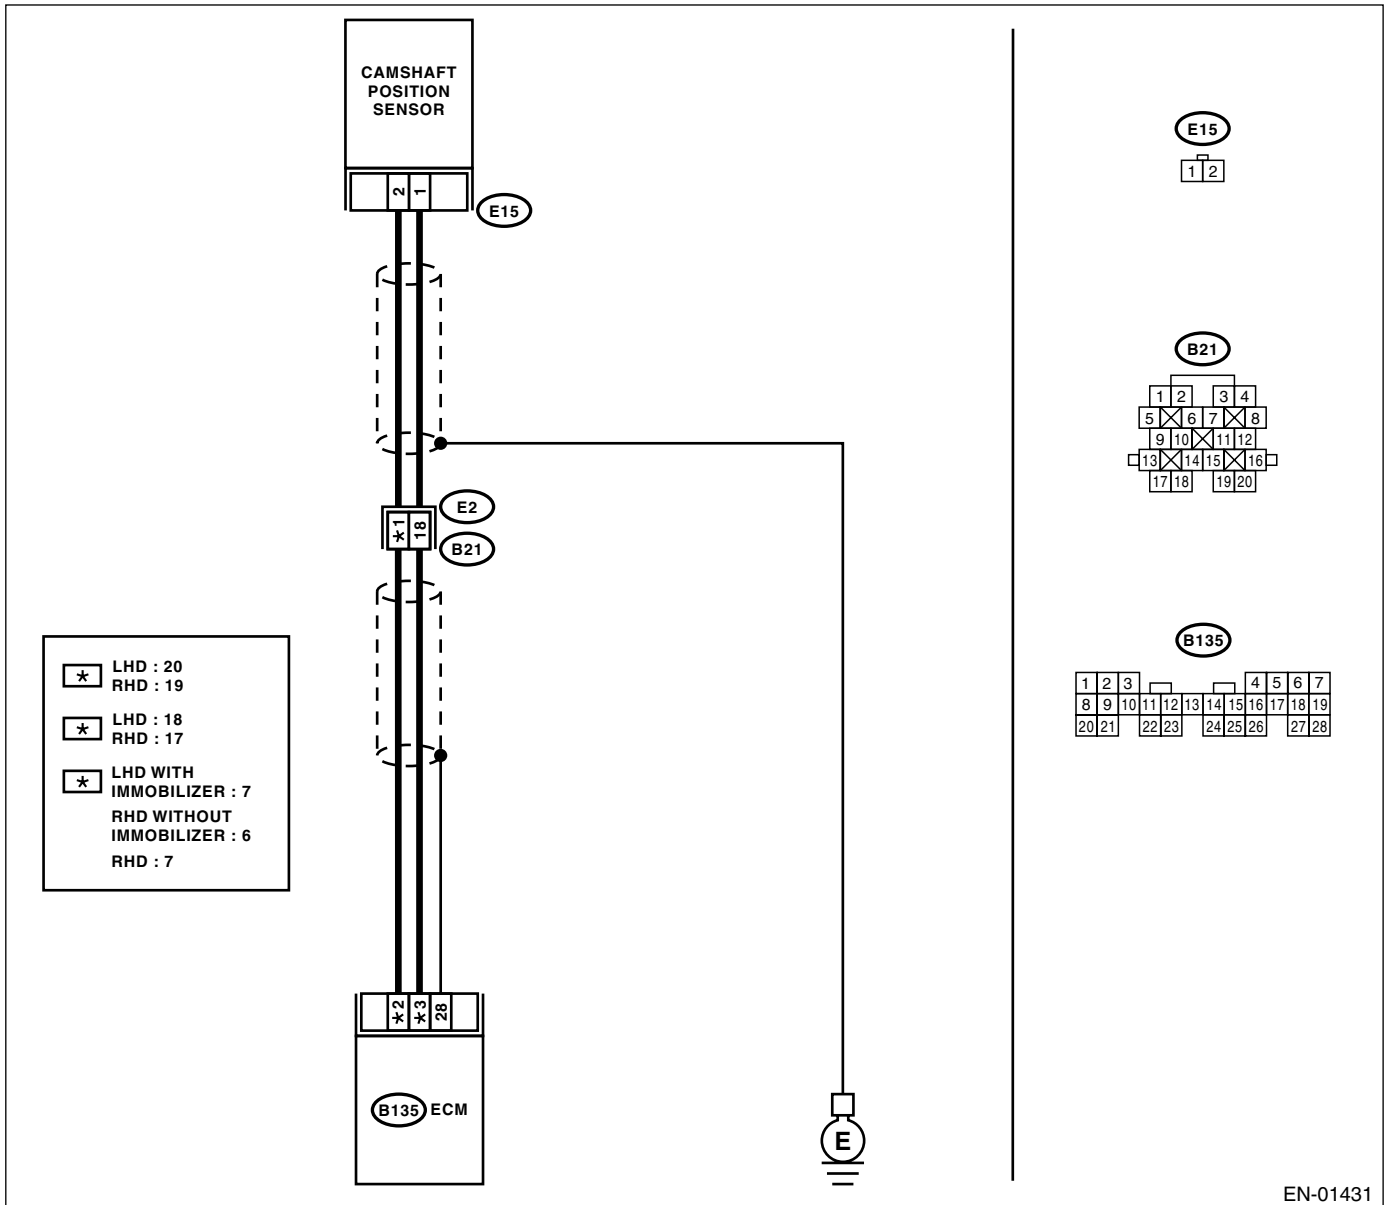 CAMSHAFT
POSITION
SENSOR
2 1
E15
E2
*1 18
B21
* LHD : 20
RHD : 19
* LHD : 18
RHD : 17
* LHD WITH
IMMOBILIZER : 7
RHD WITHOUT
IMMOBILIZER : 6
RHD : 7
*2 *3 28
B135 ECM
E
E15
1 2
B21
1 2 3 4
5 6 7 8
9 10 11 12
13 14 15 16
17 18 19 20
B135
1 2 3 4 5 6 7
8 9 10 11 12 13 14 15 16 17 18 19
20 21 22 23 24 25 26 27 28
EN-01431